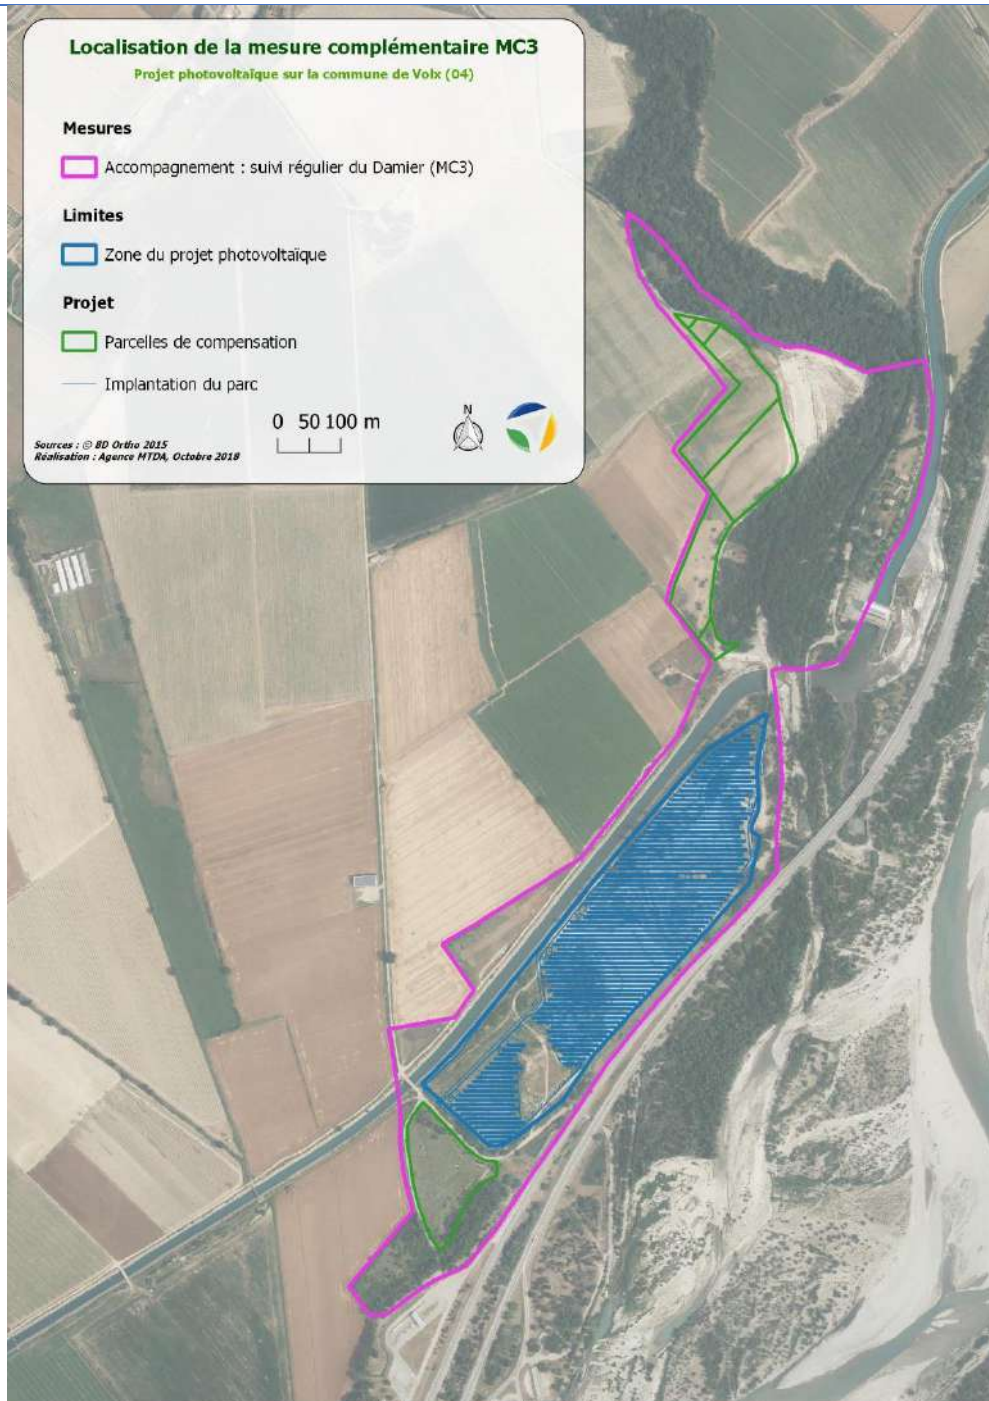 Localisation de la mesure complémentaire MC3
Projet photovoltaïque sur la commune de Volx (04)
Mesures
Accompagnement : suivi régulier du Damier (MC3)
Limites
Zone du projet photovoltaïque
Projet
Parcelles de compensation
Implantation du parc
0 50 100 m
N
Sources : © BD Ortho 2015
Réalisation : Agence MTDA, Octobre 2018